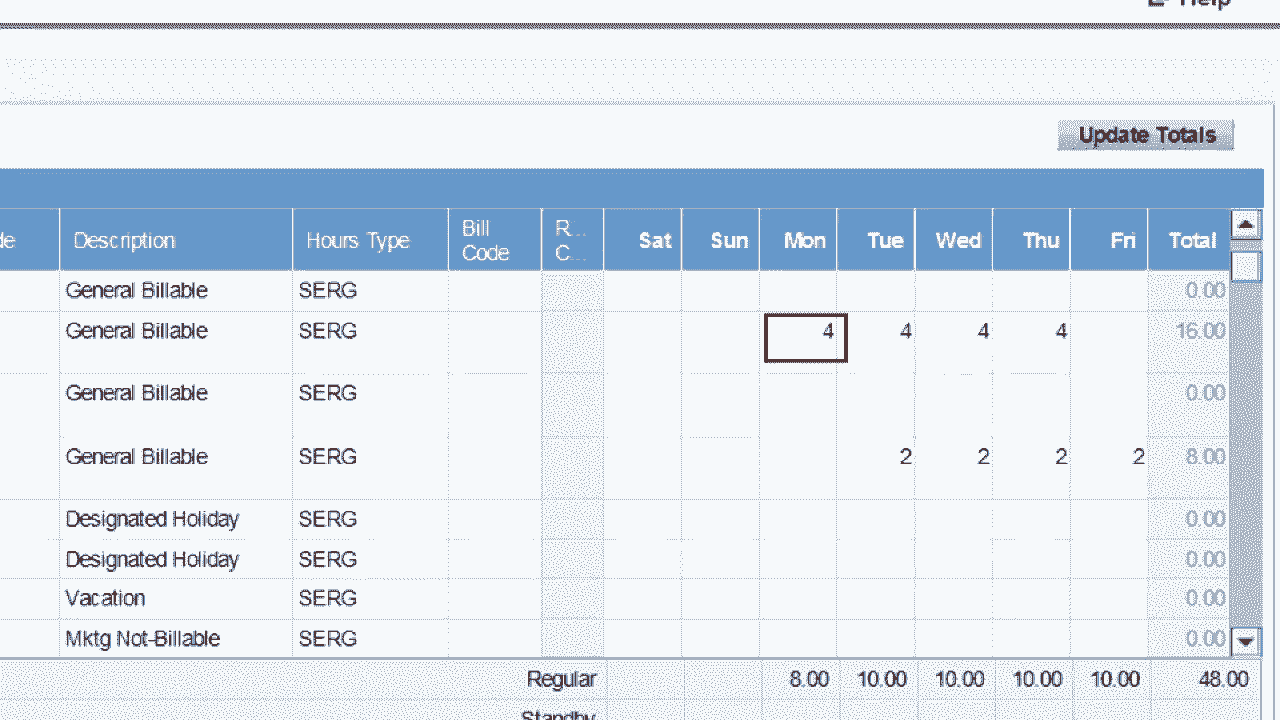 Help
Update Totals
de Description Hours Type Bill Code R... C... Sat Sun Mon Tue Wed Thu Fri Total
General Billable SERG 0.00
General Billable SERG 4 4 4 4 16.00
General Billable SERG 0.00
General Billable SERG 2 2 2 2 8.00
Designated Holiday SERG 0.00
Designated Holiday SERG 0.00
Vacation SERG 0.00
Mktg Not-Billable SERG 0.00
Regular 8.00 10.00 10.00 10.00 10.00 48.00
Standby